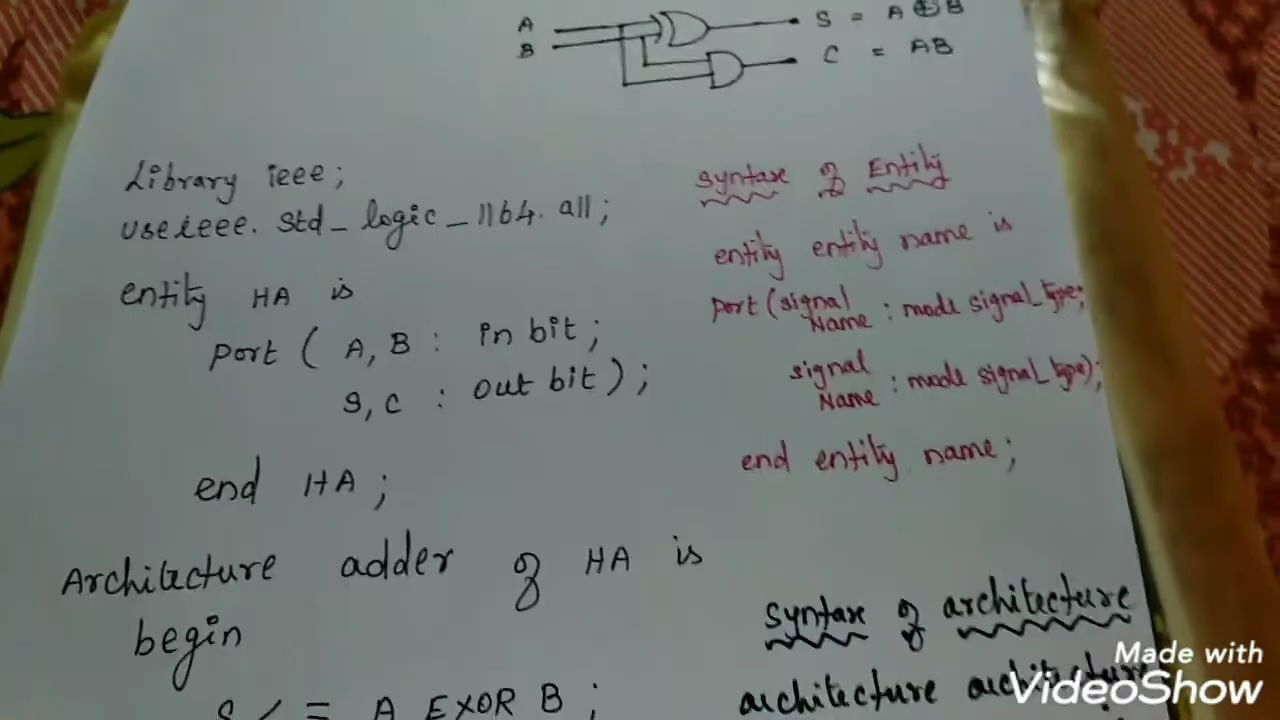 A
B
S = A ⊕ B
C = AB
Library ieee;
use ieee. std_logic_1164. all;
entity HA is
port ( A, B : in bit;
S, C : out bit );
end HA ;
Architecture adder of HA is
begin
S <= A EXOR B ;
syntax of Entity
entity entity name is
port (signal
Name : mode signal_type;
signal
Name : mode signal_type);
end entity name ;
syntax of architecture
architecture architecture
Made with
VideoShow